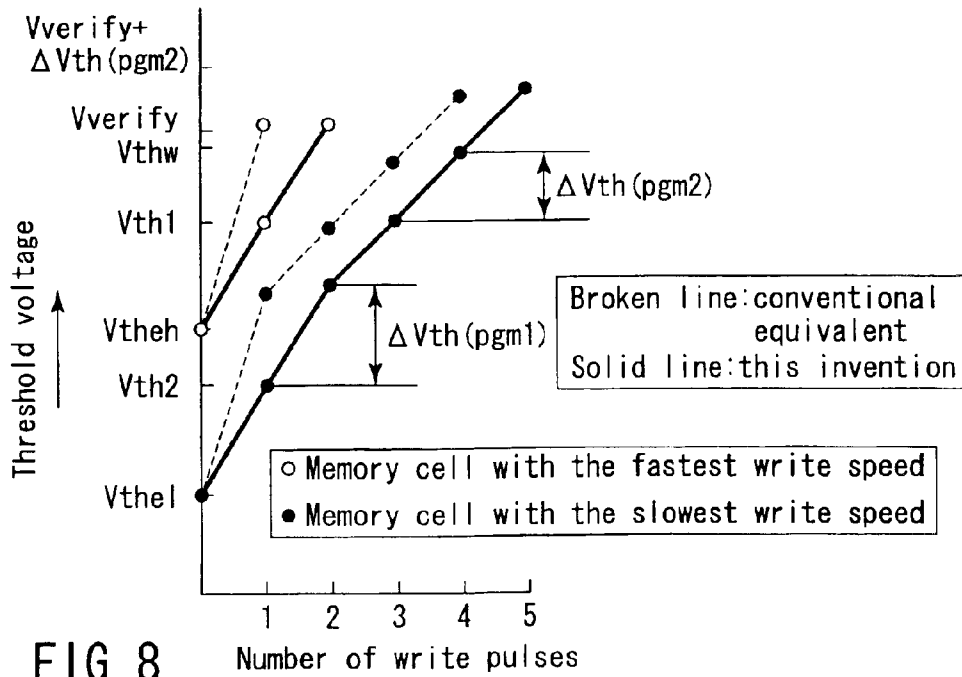 Vverify+
ΔVth(pgm2)
Vverify
Vthw
Vth1
Vtheh
Vth2
Vthel
Threshold voltage
ΔVth(pgm2)
ΔVth(pgm1)
Broken line:conventional
equivalent
Solid line:this invention
○ Memory cell with the fastest write speed
● Memory cell with the slowest write speed
1 2 3 4 5
Number of write pulses
FIG 8